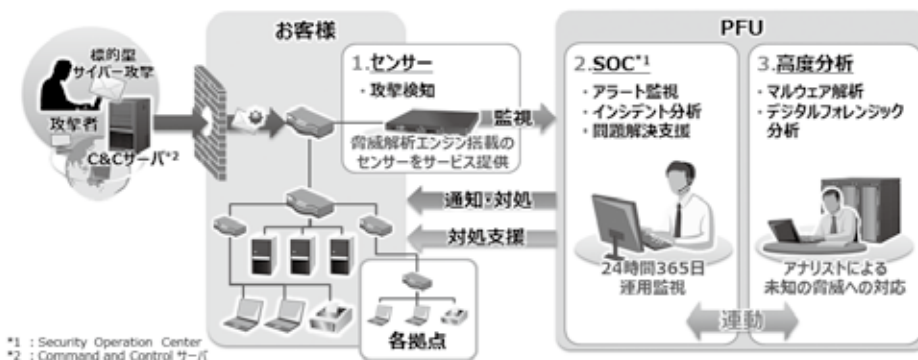 標的型
サイバー攻撃
攻撃者
C&Cサーバ*2
お客様
1.センサー
・攻撃検知
脅威解析エンジン搭載の
センサーをサービス提供
監視
通知・対処
対処支援
各拠点
PFU
2.SOC*1
・アラート監視
・インシデント分析
・問題解決支援
24時間365日
運用監視
3.高度分析
・マルウェア解析
・デジタルフォレンジック
分析
アナリストによる
未知の脅威への対応
連動
*1 : Security Operation Center
*2 : Command and Control サーバ